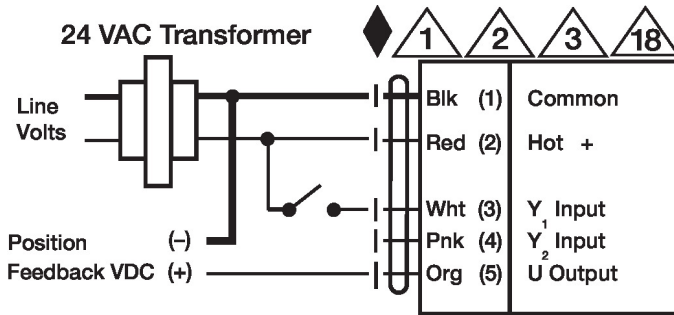 24 VAC Transformer
1 2 3 18
Line
Volts
Blk (1) Common
Red (2) Hot +
Wht (3) Y1 Input
Pnk (4) Y2 Input
Org (5) U Output
Position (–)
Feedback VDC (+)